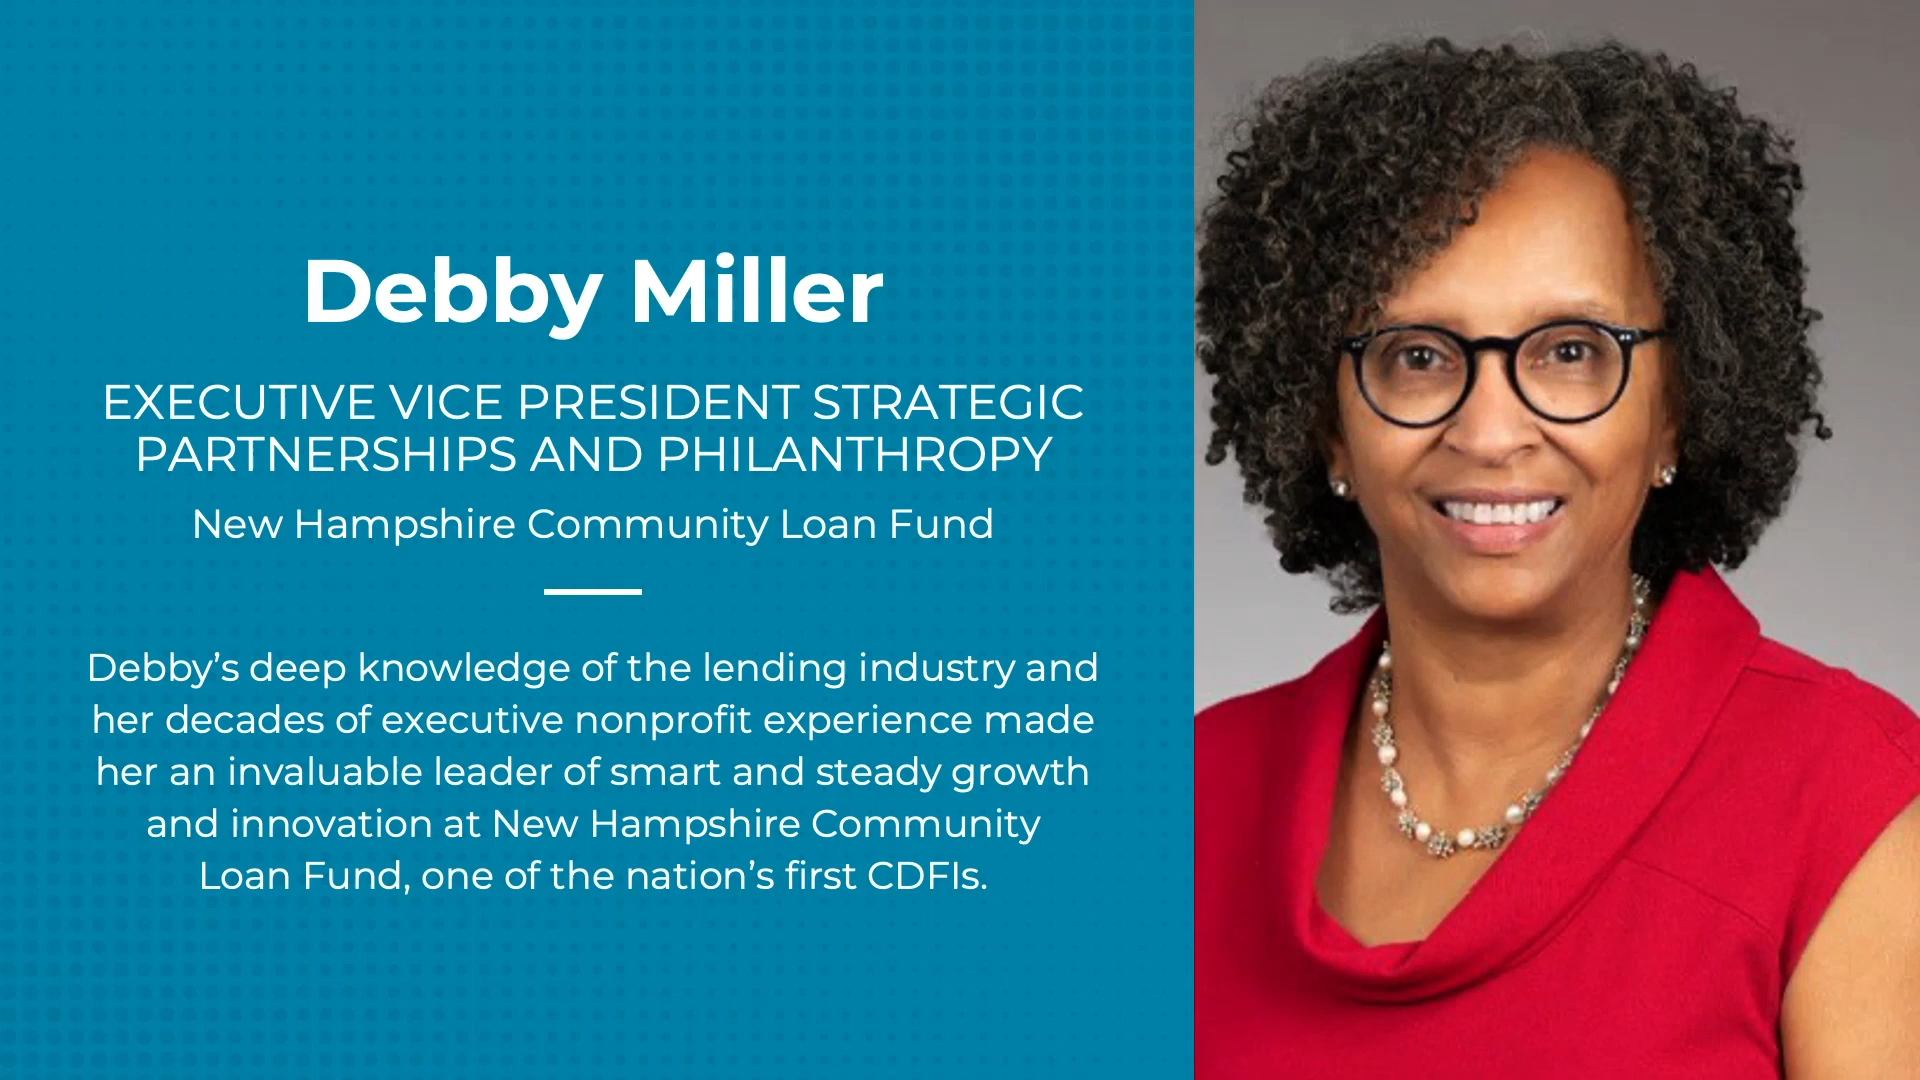 Debby Miller
EXECUTIVE VICE PRESIDENT STRATEGIC
PARTNERSHIPS AND PHILANTHROPY
New Hampshire Community Loan Fund
Debby’s deep knowledge of the lending industry and
her decades of executive nonprofit experience made
her an invaluable leader of smart and steady growth
and innovation at New Hampshire Community
Loan Fund, one of the nation’s first CDFIs.